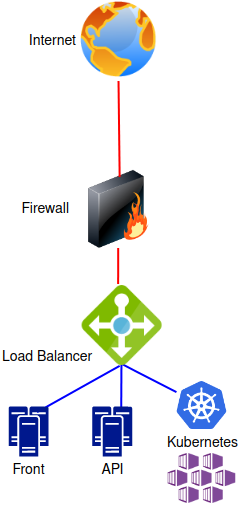 Internet
Firewall
Load Balancer
Kubernetes
Front
API